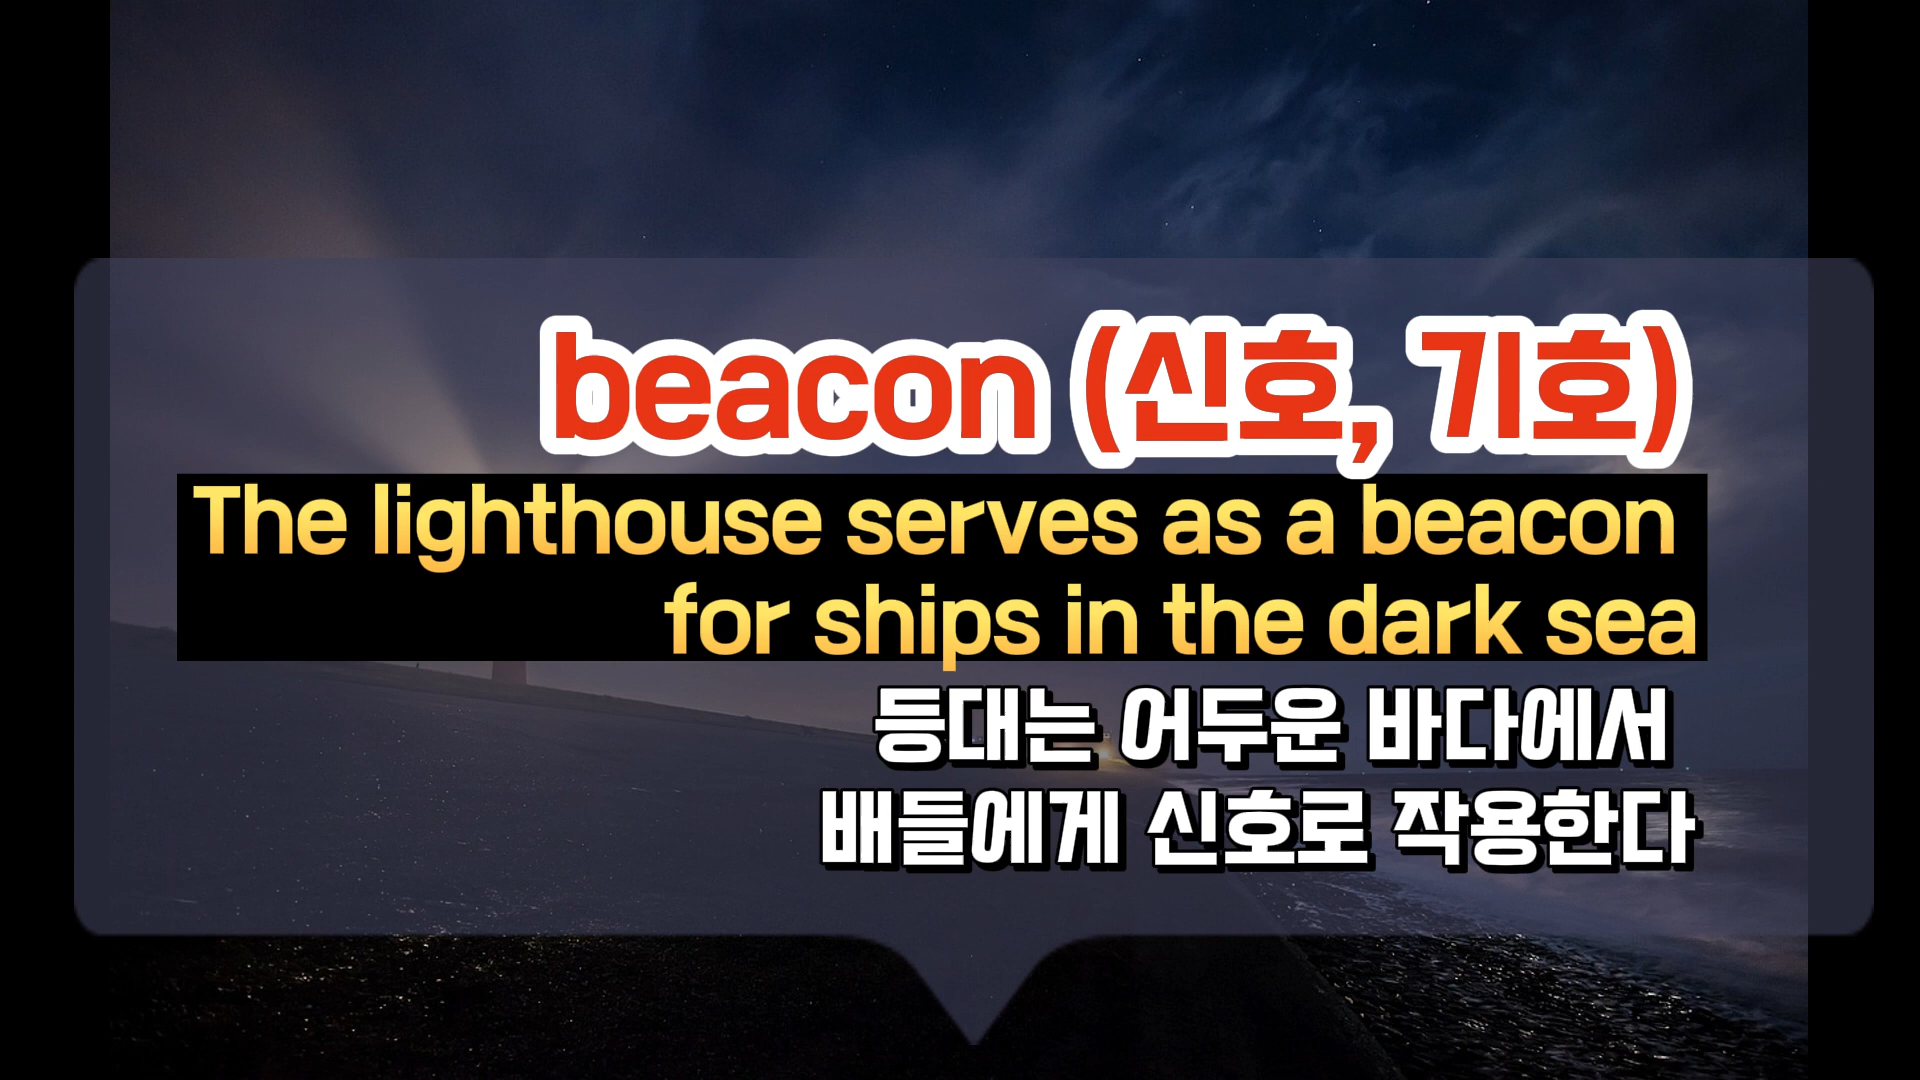 beacon (신호, 기호)
The lighthouse serves as a beacon
for ships in the dark sea
등대는 어두운 바다에서
배들에게 신호로 작용한다